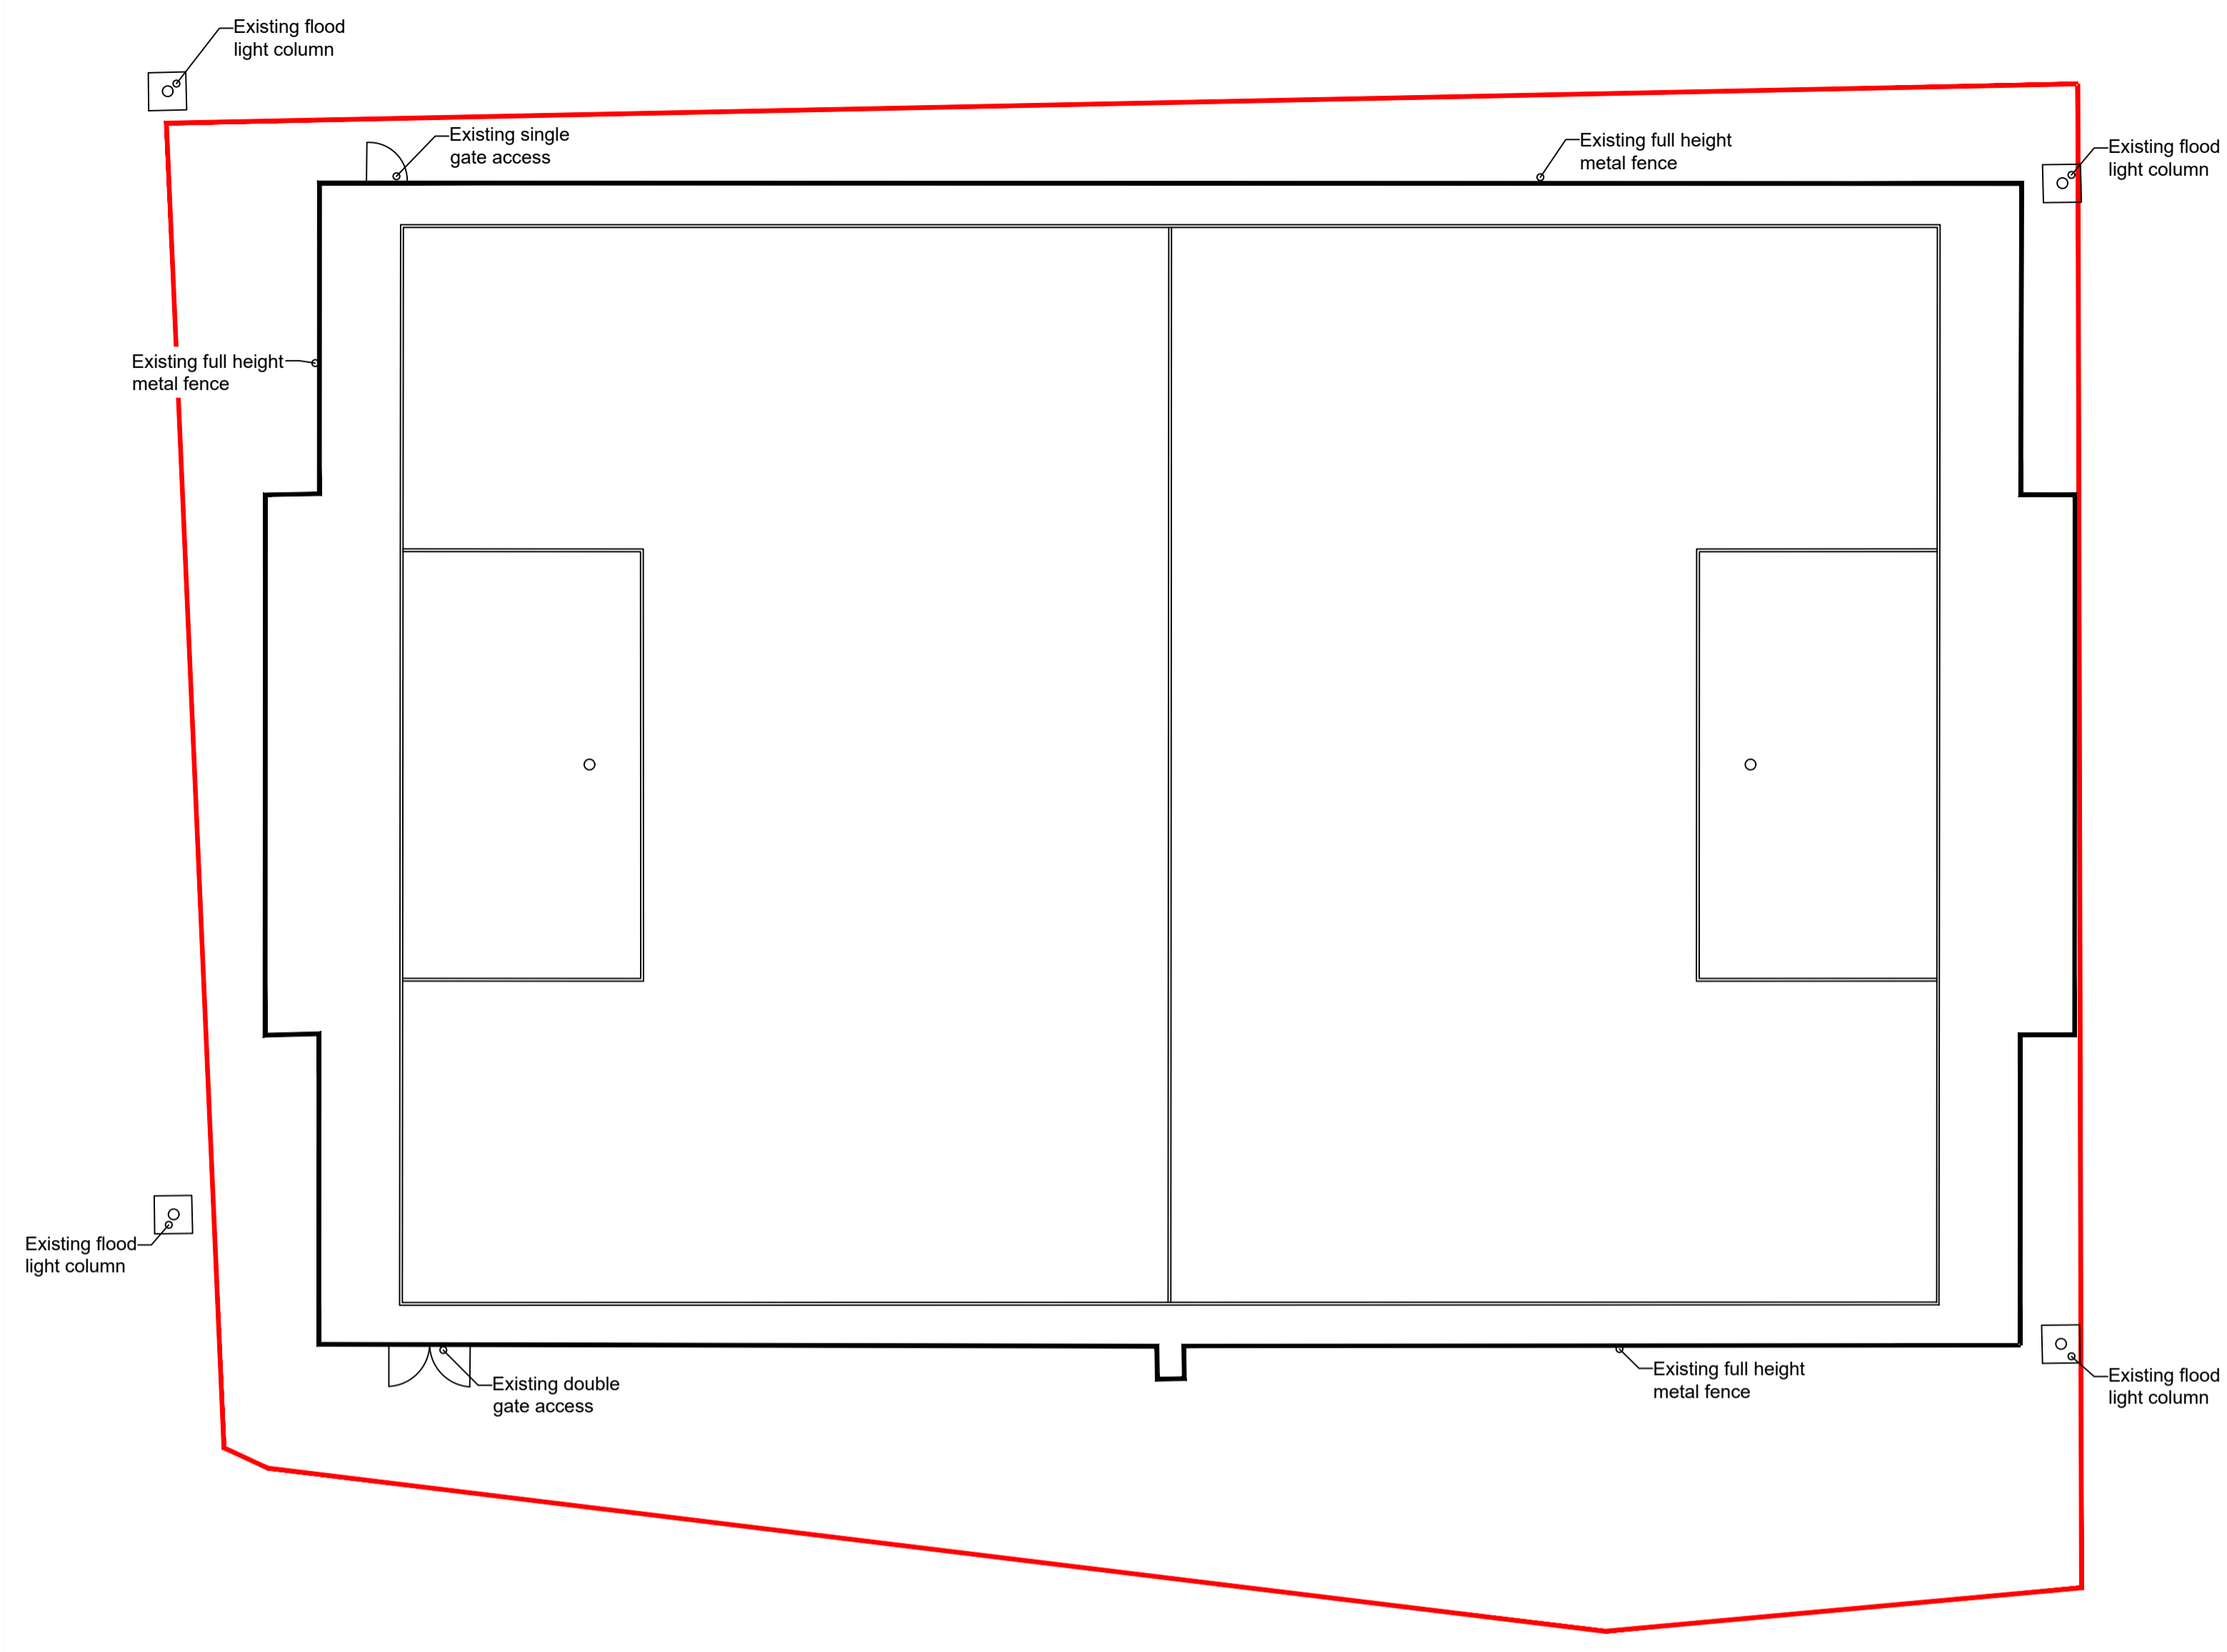 Existing flood
light column
Existing single
gate access
Existing full height
metal fence
Existing flood
light column
Existing full height
metal fence
Existing flood
light column
Existing double
gate access
Existing full height
metal fence
Existing flood
light column